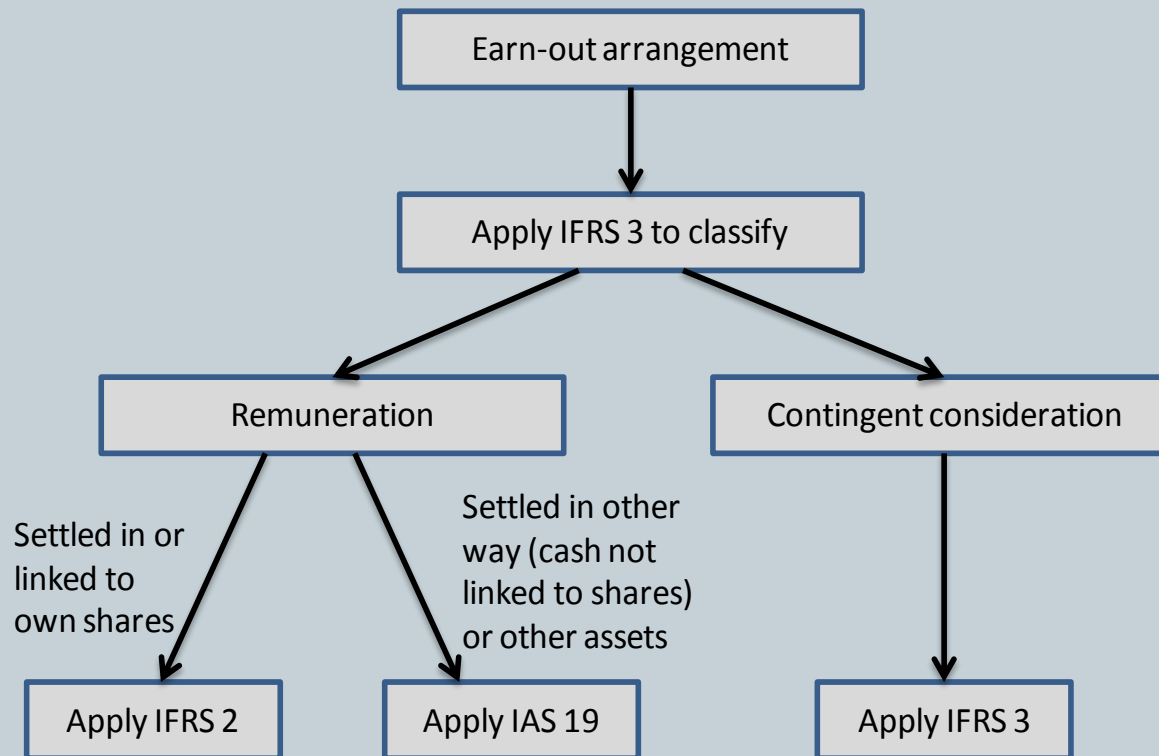 Earn-out arrangement
Apply IFRS 3 to classify
Remuneration
Contingent consideration
Settled in or
linked to
own shares
Settled in other
way (cash not
linked to shares)
or other assets
Apply IFRS 2
Apply IAS 19
Apply IFRS 3